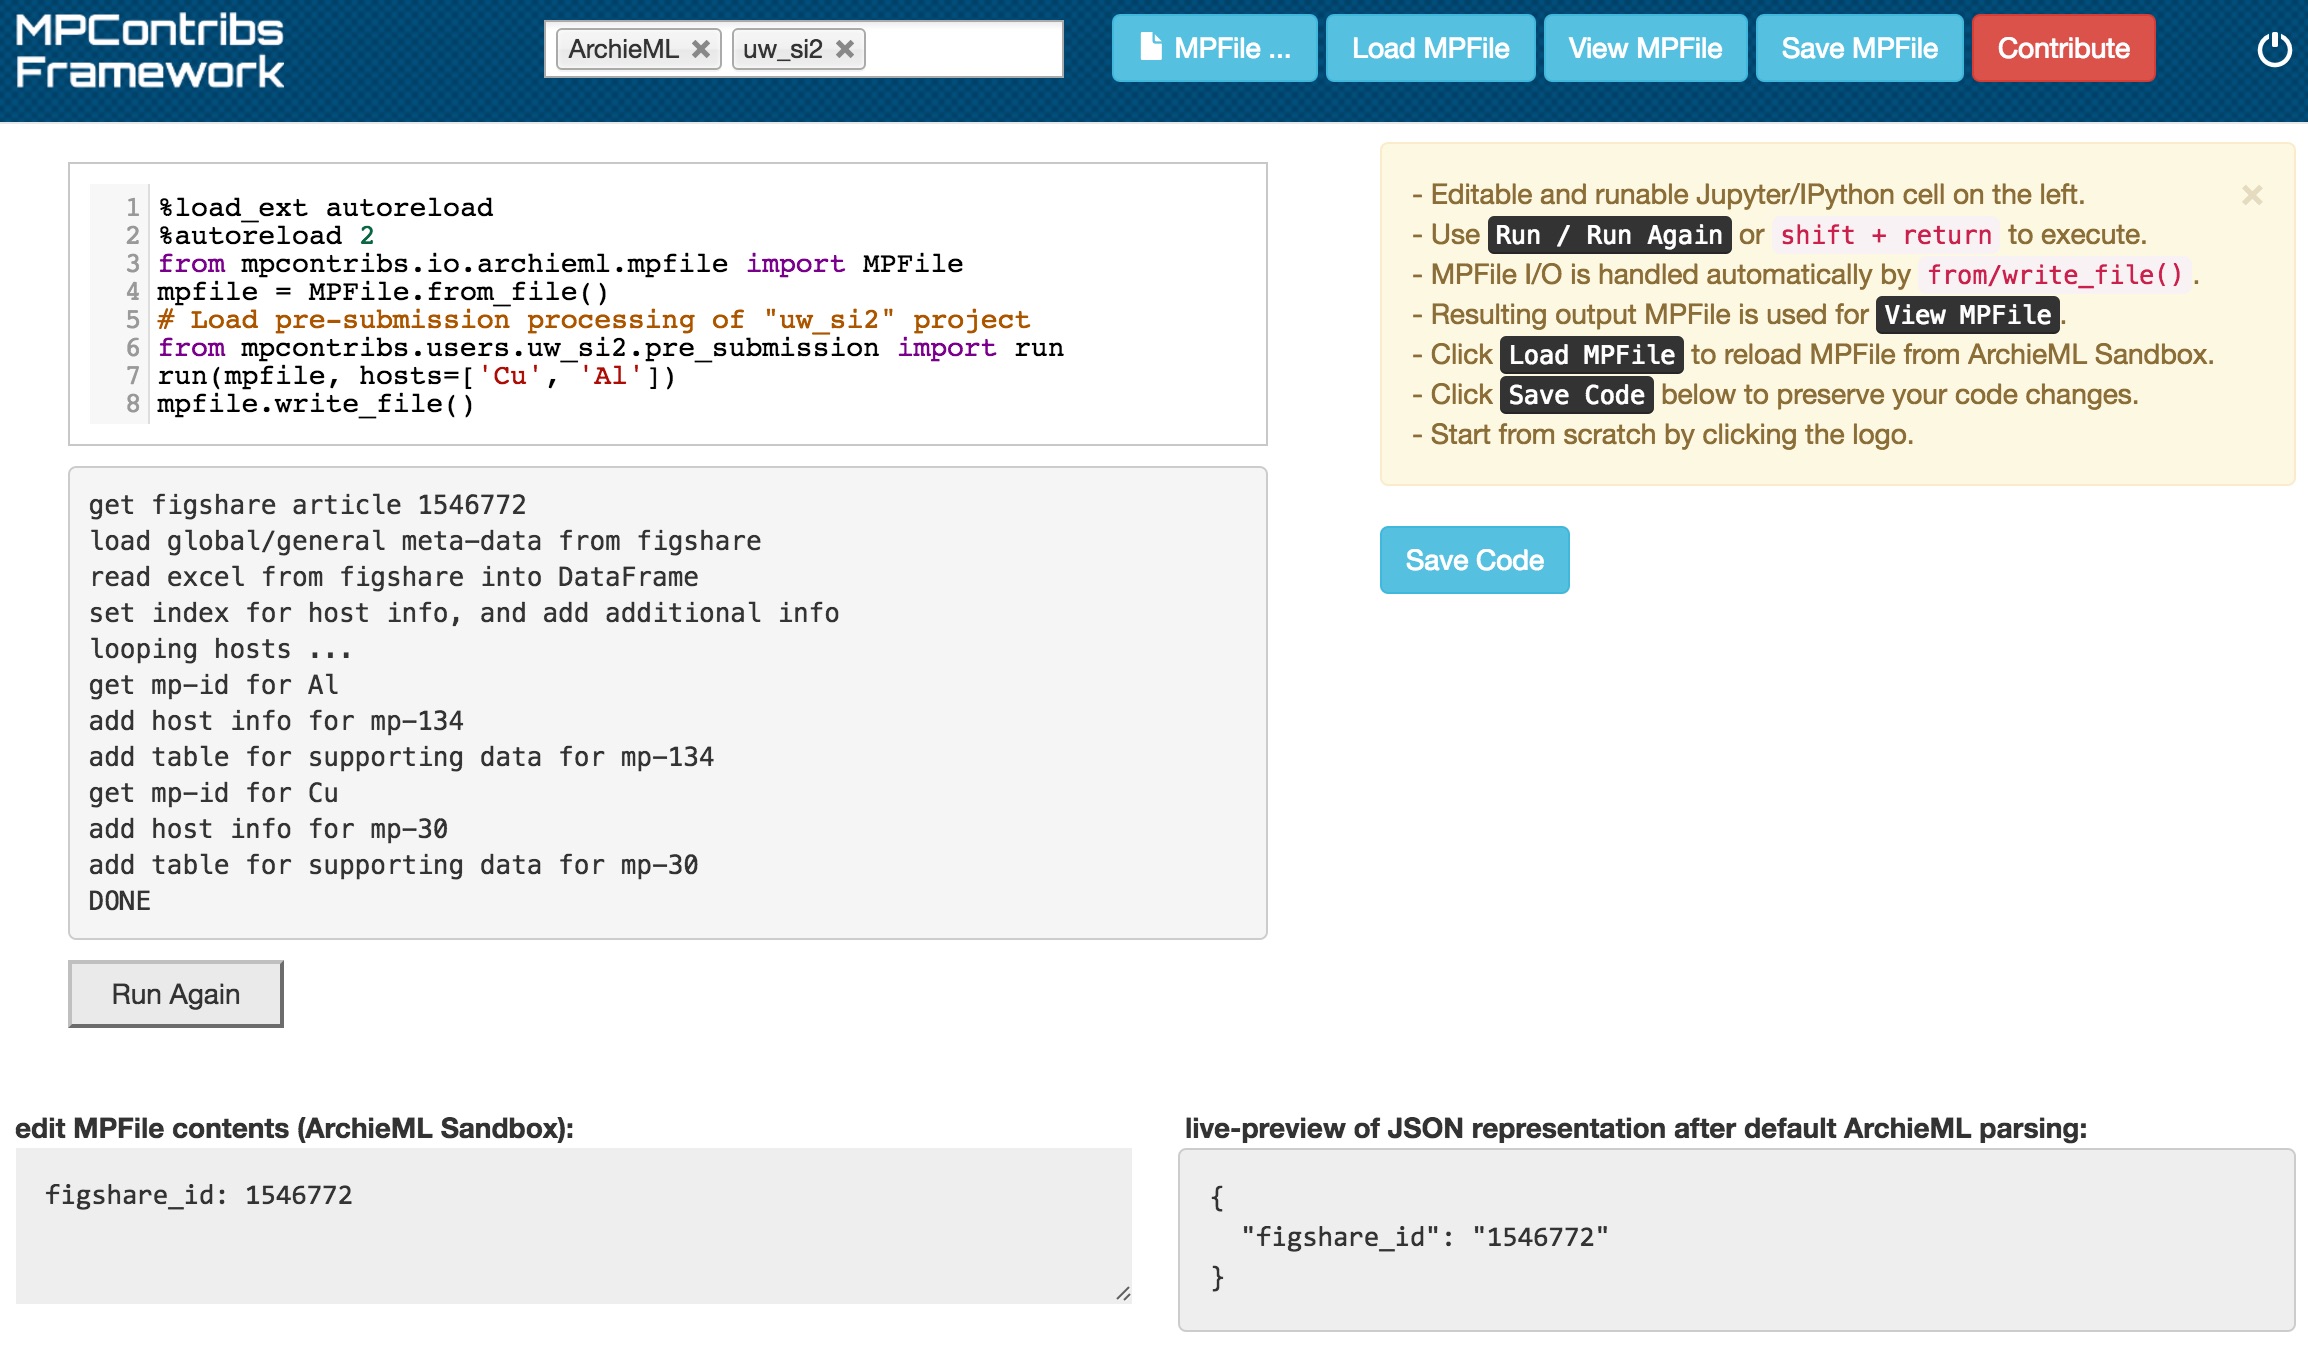 MPContribs
Framework
ArchieML ✖ uw_si2 ✖
MPFile ... Load MPFile View MPFile Save MPFile Contribute
1 %load_ext autoreload
2 %autoreload 2
3 from mpcontribs.io.archieml.mpfile import MPFile
4 mpfile = MPFile.from_file()
5 # Load pre-submission processing of "uw_si2" project
6 from mpcontribs.users.uw_si2.pre_submission import run
7 run(mpfile, hosts=['Cu', 'Al'])
8 mpfile.write_file()
- Editable and runable Jupyter/IPython cell on the left. ×
- Use Run / Run Again or shift + return to execute.
- MPFile I/O is handled automatically by from/write_file().
- Resulting output MPFile is used for View MPFile.
- Click Load MPFile to reload MPFile from ArchieML Sandbox.
- Click Save Code below to preserve your code changes.
- Start from scratch by clicking the logo.
Save Code
get figshare article 1546772
load global/general meta-data from figshare
read excel from figshare into DataFrame
set index for host info, and add additional info
looping hosts ...
get mp-id for Al
add host info for mp-134
add table for supporting data for mp-134
get mp-id for Cu
add host info for mp-30
add table for supporting data for mp-30
DONE
Run Again
edit MPFile contents (ArchieML Sandbox):
figshare_id: 1546772
live-preview of JSON representation after default ArchieML parsing:
{
"figshare_id": "1546772"
}